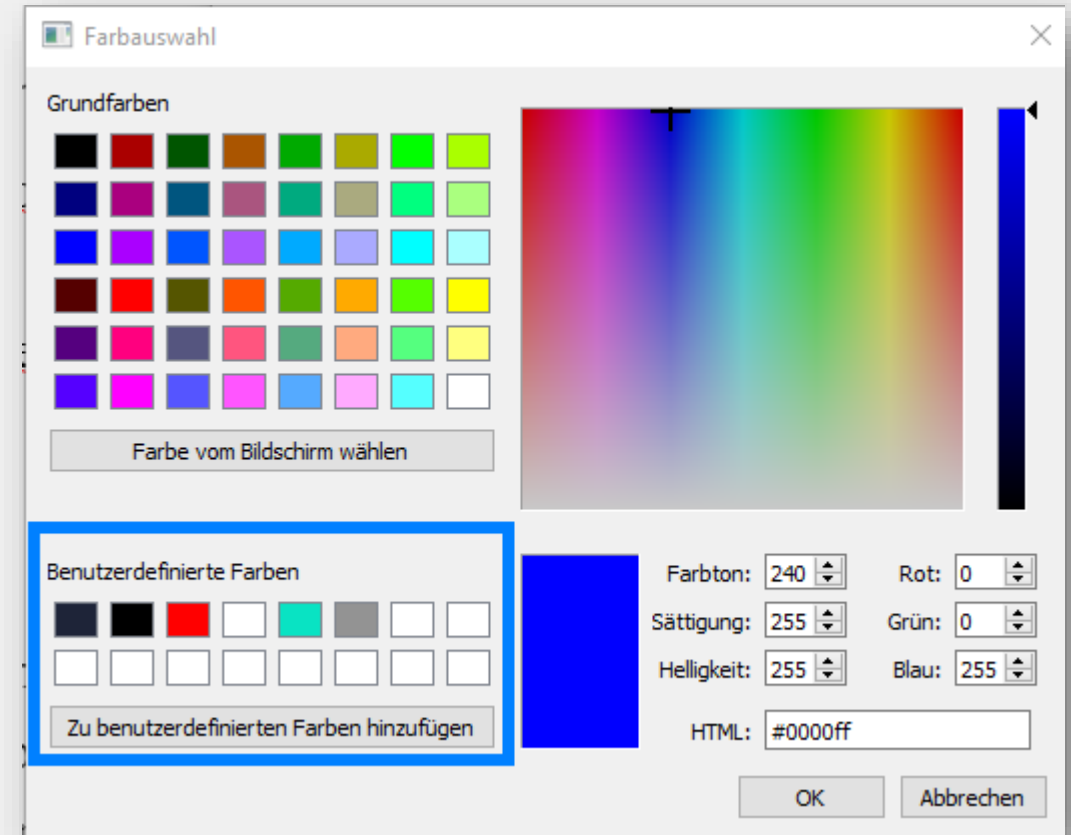 Farbauswahl
Grundfarben
Farbe vom Bildschirm wählen
Benutzerdefinierte Farben
Zu benutzerdefinierten Farben hinzufügen
Farbton: 240 Rot: 0
Sättigung: 255 Grün: 0
Helligkeit: 255 Blau: 255
HTML: #0000ff
OK Abbrechen